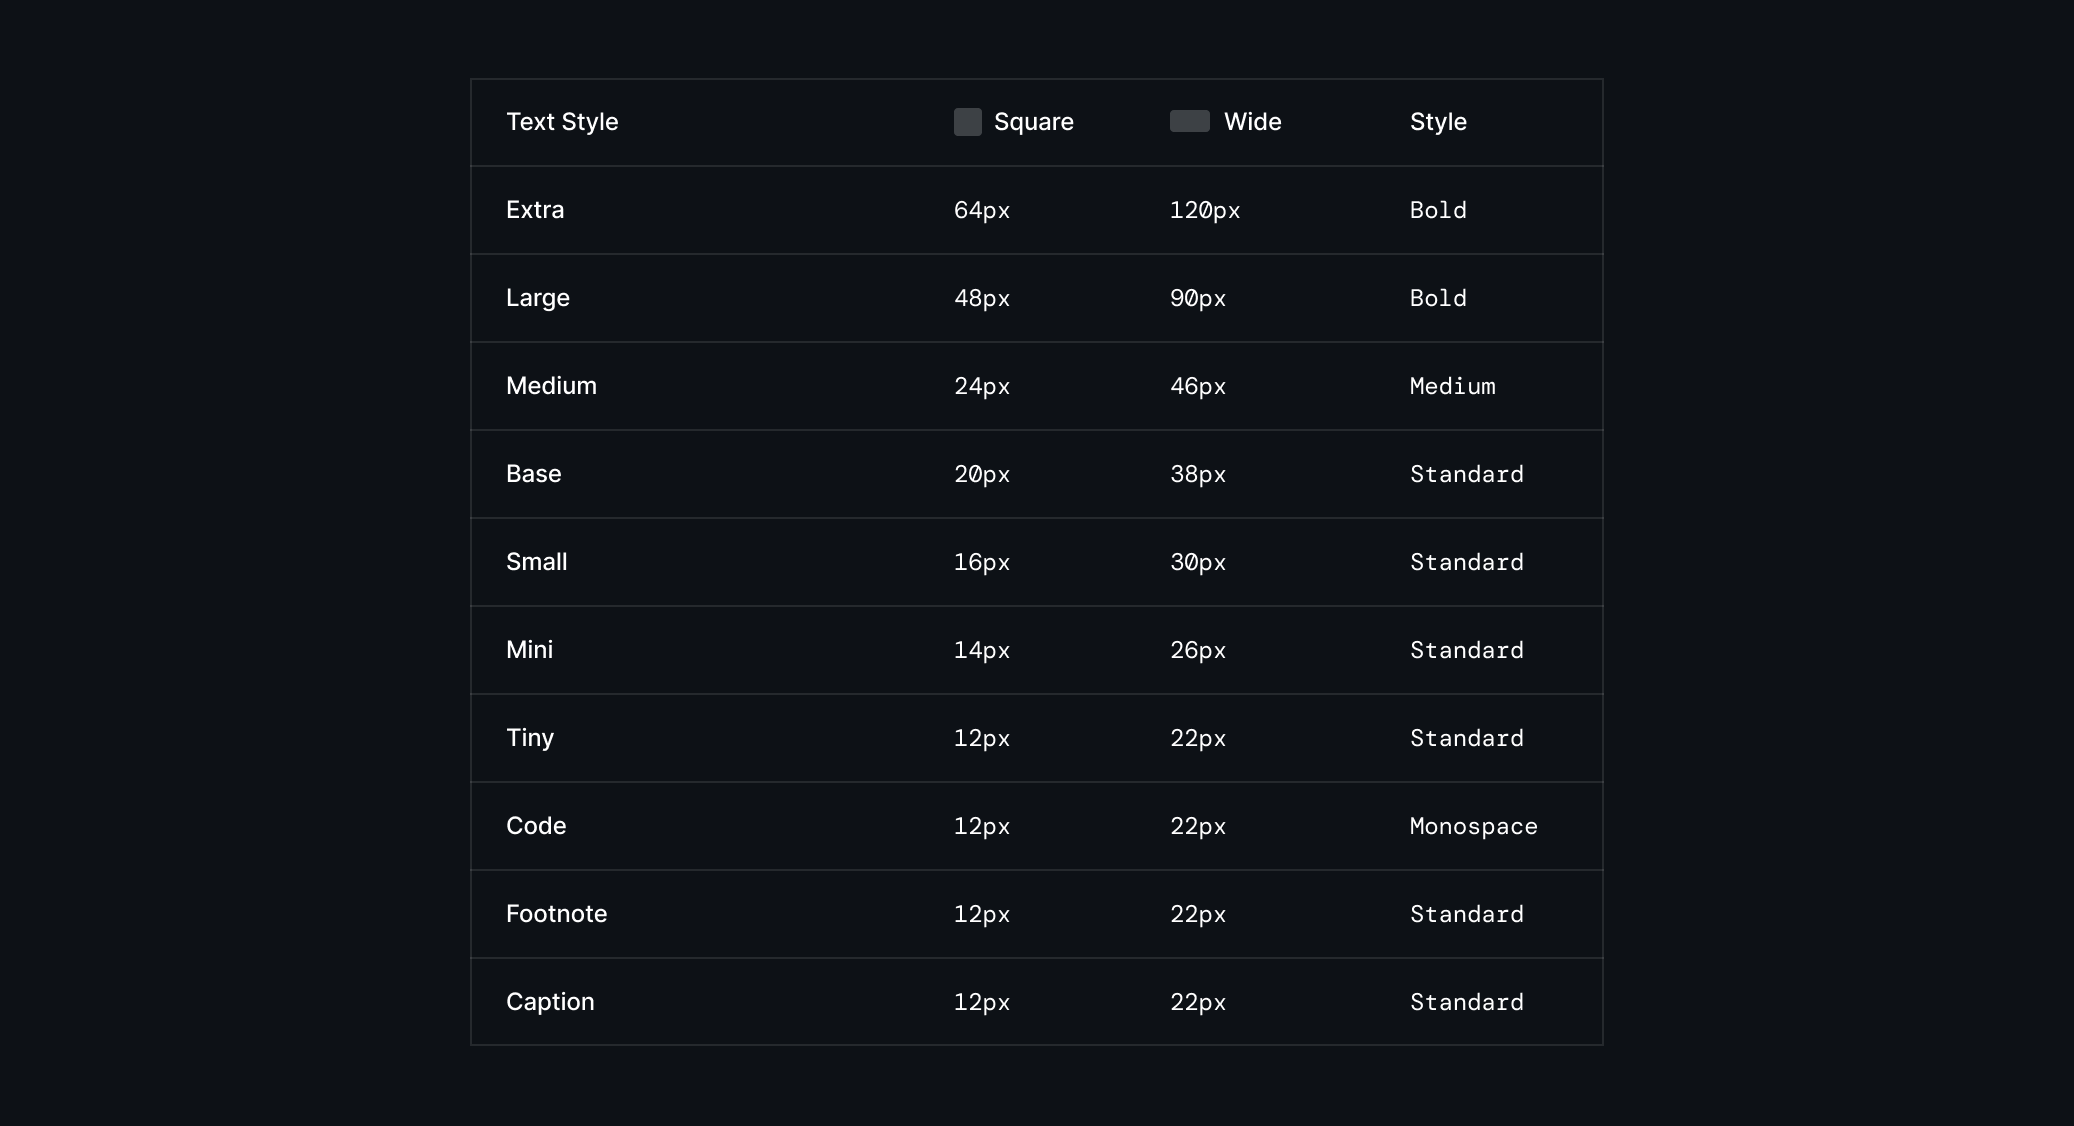 Text Style Square Wide Style
Extra 64px 120px Bold
Large 48px 90px Bold
Medium 24px 46px Medium
Base 20px 38px Standard
Small 16px 30px Standard
Mini 14px 26px Standard
Tiny 12px 22px Standard
Code 12px 22px Monospace
Footnote 12px 22px Standard
Caption 12px 22px Standard